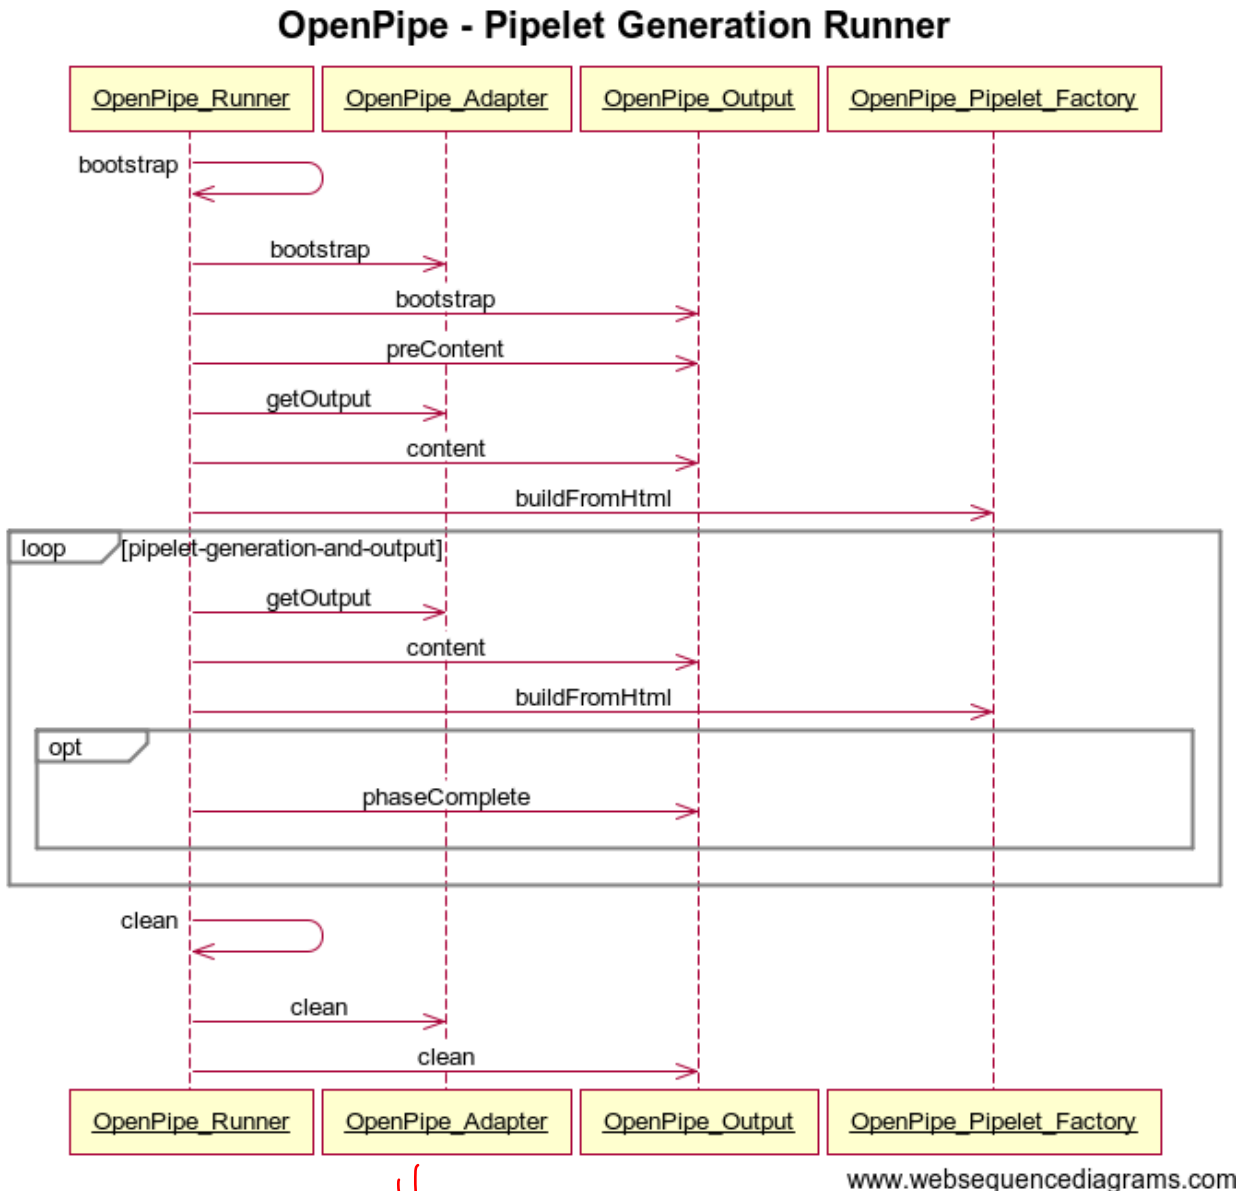 OpenPipe - Pipelet Generation Runner
OpenPipe_Runner
OpenPipe_Adapter
OpenPipe_Output
OpenPipe_Pipelet_Factory
bootstrap
bootstrap
bootstrap
preContent
getOutput
content
buildFromHtml
loop
[pipelet-generation-and-output]
getOutput
content
buildFromHtml
opt
phaseComplete
clean
clean
clean
OpenPipe_Runner
OpenPipe_Adapter
OpenPipe_Output
OpenPipe_Pipelet_Factory
www.websequencediagrams.com